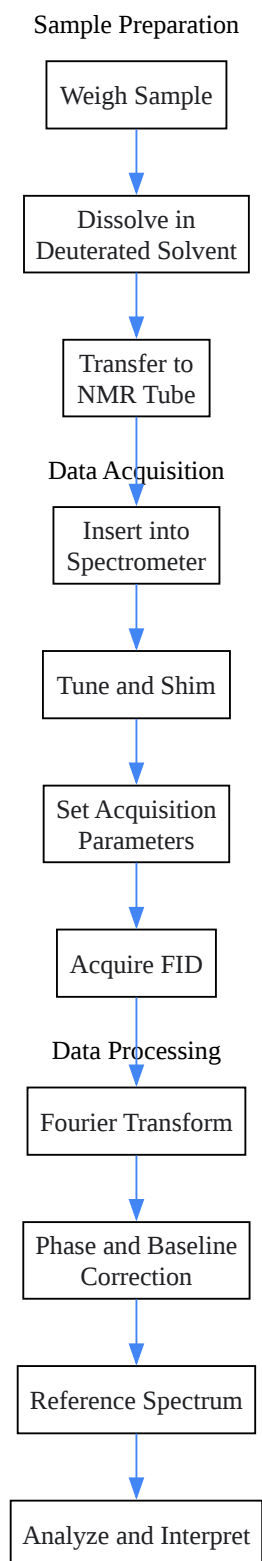 Sample Preparation
Weigh Sample
Dissolve in
Deuterated Solvent
Transfer to
NMR Tube
Data Acquisition
Insert into
Spectrometer
Tune and Shim
Set Acquisition
Parameters
Acquire FID
Data Processing
Fourier Transform
Phase and Baseline
Correction
Reference Spectrum
Analyze and Interpret